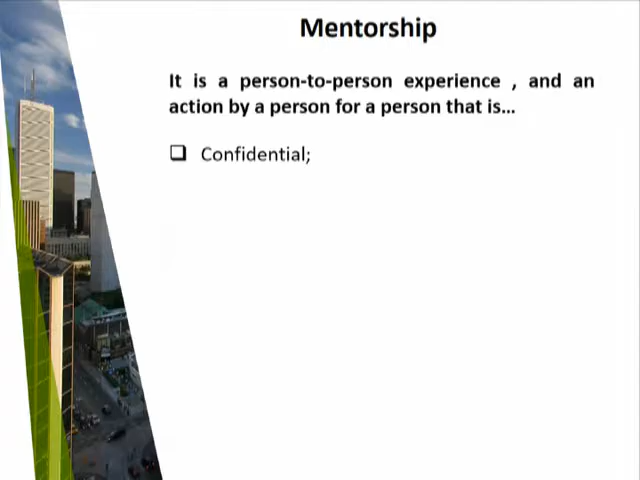 Mentorship
It is a person-to-person experience , and an
action by a person for a person that is...
❑ Confidential;